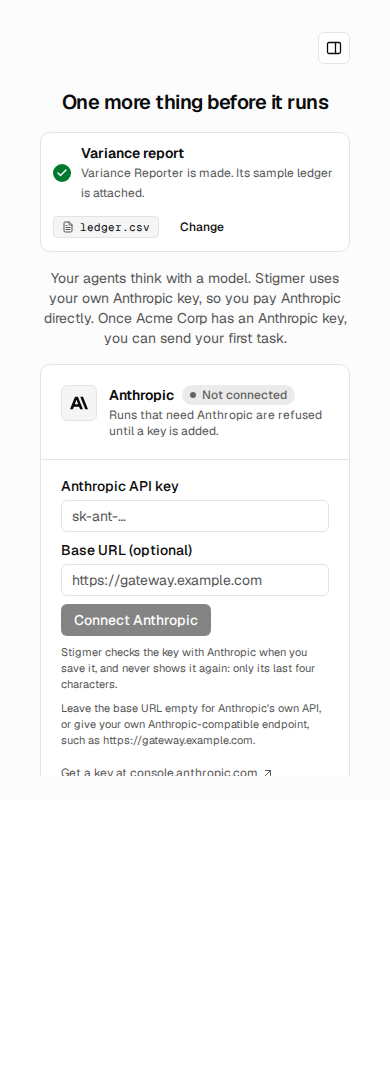 One more thing before it runs
Variance report
Variance Reporter is made. Its sample ledger
is attached.
ledger.csv
Change
Your agents think with a model. Stigmer uses
your own Anthropic key, so you pay Anthropic
directly. Once Acme Corp has an Anthropic key,
you can send your first task.
Anthropic
Not connected
Runs that need Anthropic are refused
until a key is added.
Anthropic API key
sk-ant-…
Base URL (optional)
https://gateway.example.com
Connect Anthropic
Stigmer checks the key with Anthropic when you
save it, and never shows it again: only its last four
characters.
Leave the base URL empty for Anthropic's own API,
or give your own Anthropic-compatible endpoint,
such as https://gateway.example.com.
Get a key at console.anthropic.com